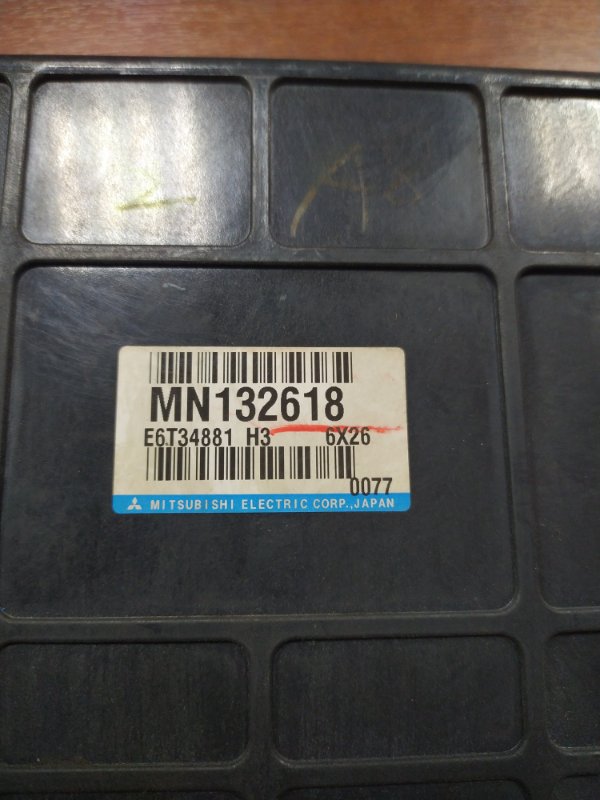 MN132618
E6T34881 H3 6X26
0077
MITSUBISHI ELECTRIC CORP.,JAPAN